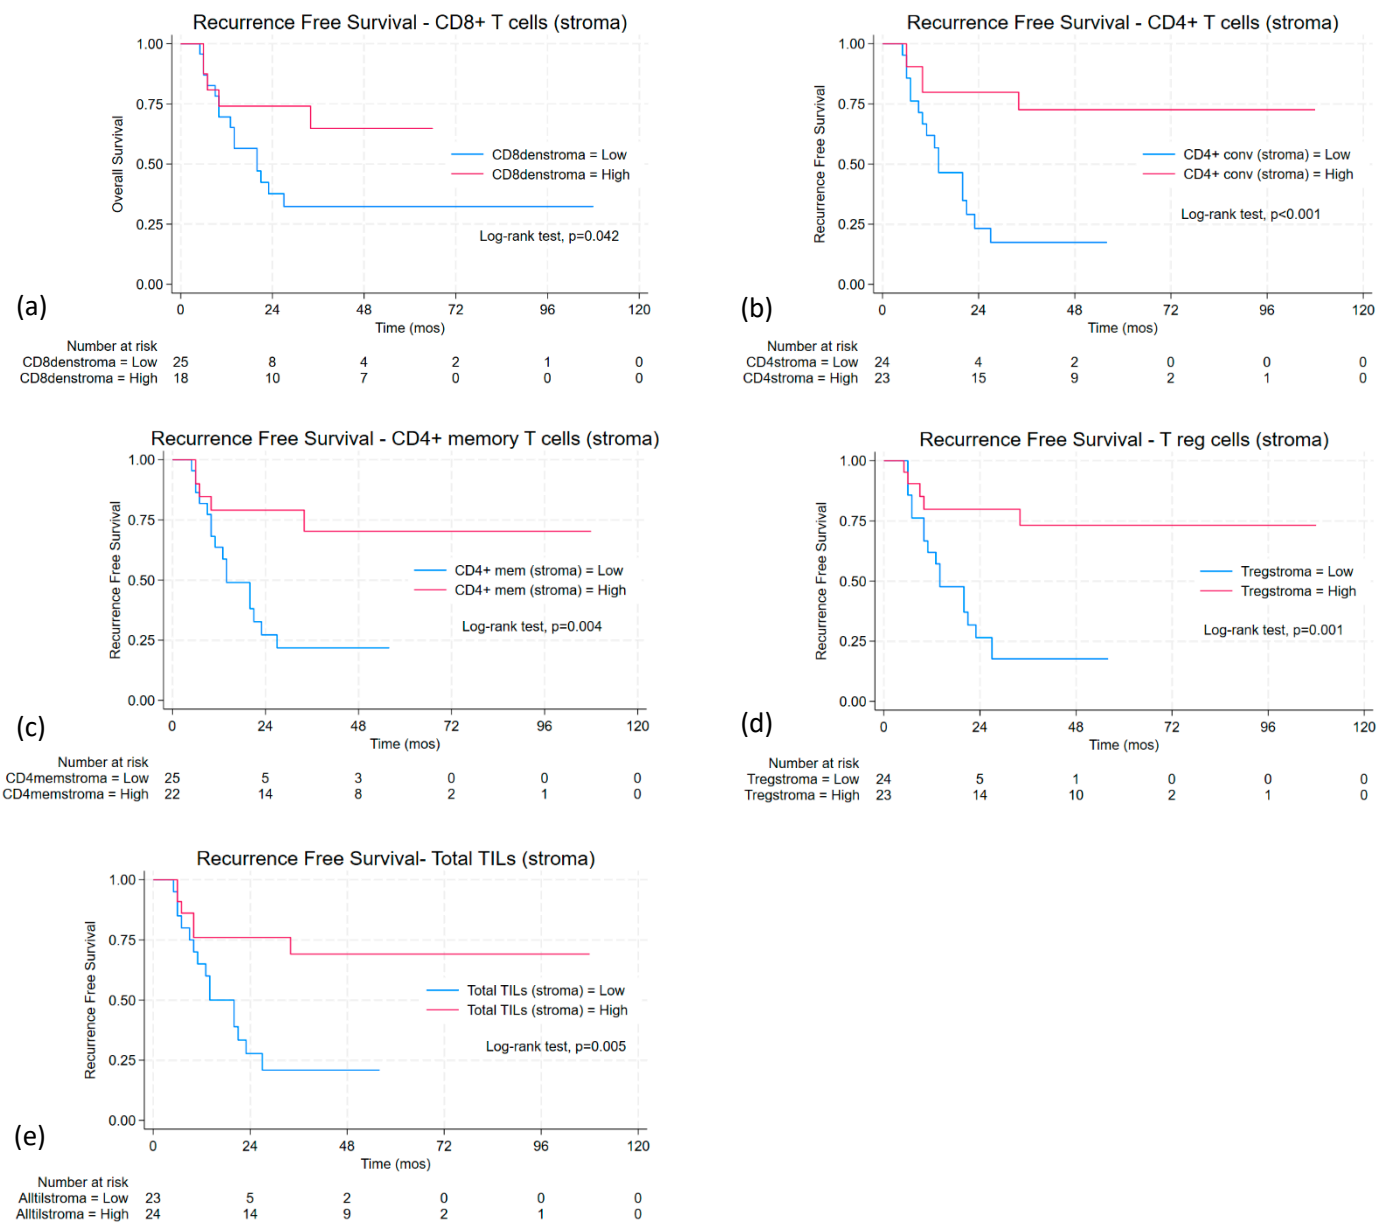 Recurrence Free Survival - CD8+ T cells (stroma)
1.00
0.75
0.50
0.25
0.00
Overall Survival
CD8denstroma = Low
CD8denstroma = High
Log-rank test, p=0.042
0 24 48 72 96 120
Time (mos)
(a)
Number at risk
CD8denstroma = Low 25 8 4 2 1 0
CD8denstroma = High 18 10 7 0 0 0
Recurrence Free Survival - CD4+ T cells (stroma)
1.00
0.75
0.50
0.25
0.00
Recurrence Free Survival
CD4+ conv (stroma) = Low
CD4+ conv (stroma) = High
Log-rank test, p<0.001
0 24 48 72 96 120
Time (mos)
(b)
Number at risk
CD4stroma = Low 24 4 2 0 0 0
CD4stroma = High 23 15 9 2 1 0
Recurrence Free Survival - CD4+ memory T cells (stroma)
1.00
0.75
0.50
0.25
0.00
Recurrence Free Survival
CD4+ mem (stroma) = Low
CD4+ mem (stroma) = High
Log-rank test, p=0.004
0 24 48 72 96 120
Time (mos)
(c)
Number at risk
CD4memstroma = Low 25 5 3 0 0 0
CD4memstroma = High 22 14 8 2 1 0
Recurrence Free Survival - T reg cells (stroma)
1.00
0.75
0.50
0.25
0.00
Recurrence Free Survival
Tregstroma = Low
Tregstroma = High
Log-rank test, p=0.001
0 24 48 72 96 120
Time (mos)
(d)
Number at risk
Tregstroma = Low 24 5 1 0 0 0
Tregstroma = High 23 14 10 2 1 0
Recurrence Free Survival- Total TILs (stroma)
1.00
0.75
0.50
0.25
0.00
Recurrence Free Survival
Total TILs (stroma) = Low
Total TILs (stroma) = High
Log-rank test, p=0.005
0 24 48 72 96 120
Time (mos)
(e)
Number at risk
Alltilstroma = Low 23 5 2 0 0 0
Alltilstroma = High 24 14 9 2 1 0